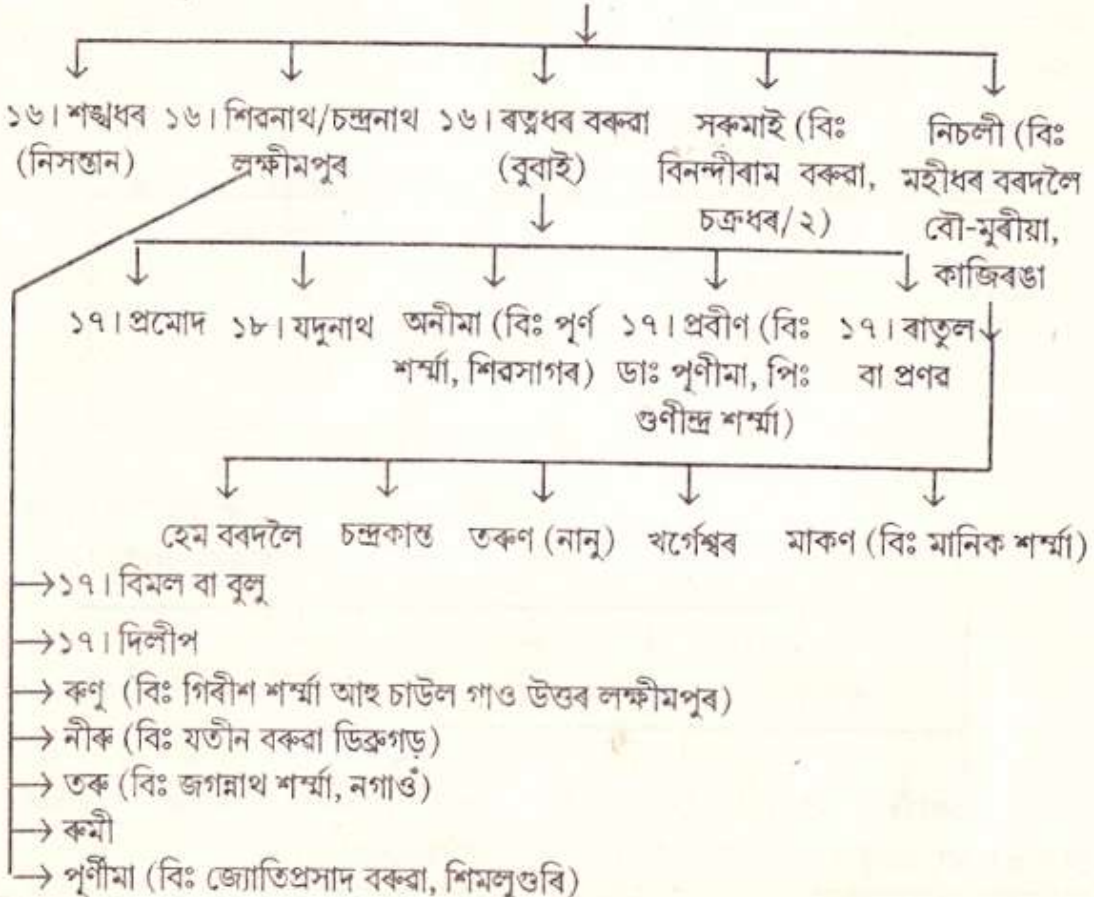 ১৬। শঙ্খধৰ ১৬। শিৱনাথ/চন্দ্ৰনাথ ১৬। ৰত্নধৰ বৰুৱা সৰুমাই (বিঃ নিচলী (বিঃ
(নিসন্তান) লক্ষীমপুৰ (বুবাই) বিনন্দীৰাম বৰুৱা, মহীধৰ বৰদলৈ
চক্ৰধৰ/২) বৌ-মুৰীয়া,
কাজিৰঙা
১৭। প্ৰমোদ ১৮। যদুনাথ অনীমা (বিঃ পূৰ্ণ ১৭। প্ৰবীণ (বিঃ ১৭। ৰাতুল
শৰ্ম্মা, শিৱসাগৰ) ডাঃ পূৰ্ণীমা, পিঃ বা প্ৰণৱ
গুণীন্দ্ৰ শৰ্ম্মা)
হেম বৰদলৈ চন্দ্ৰকান্ত তৰুণ (নানু) খৰ্গেশ্বৰ মাকণ (বিঃ মানিক শৰ্ম্মা)
১৭। বিমল বা বুলু
১৭। দিলীপ
ৰুণু (বিঃ গিৰীশ শৰ্ম্মা আহু চাউল গাও উত্তৰ লক্ষীমপুৰ)
নীৰু (বিঃ যতীন বৰুৱা ডিব্ৰুগড়)
তৰু (বিঃ জগন্নাথ শৰ্ম্মা, নগাওঁ)
ৰুমী
পূৰ্ণীমা (বিঃ জ্যোতিপ্ৰসাদ বৰুৱা, শিমলুগুৰি)